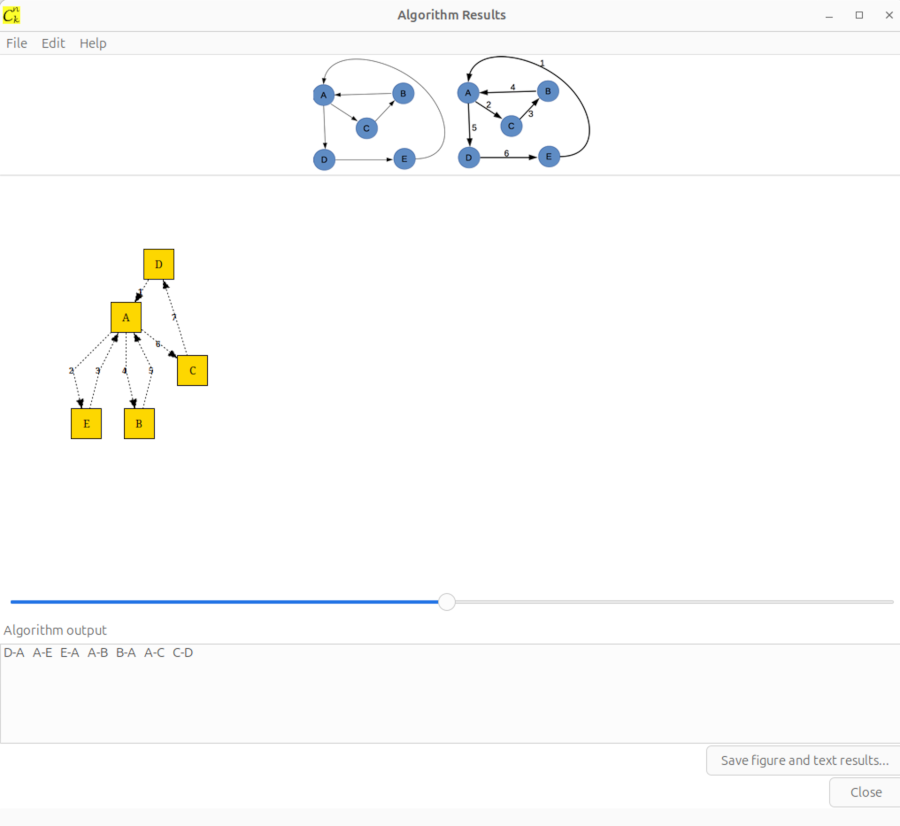 Algorithm Results
File Edit Help
1
A B 4 A B
2
C 3 C
5
D E D 6 E
D
1
A
7
6
2 3 4 5 C
E B
Algorithm output
D-A A-E E-A A-B B-A A-C C-D
Save figure and text results...
Close